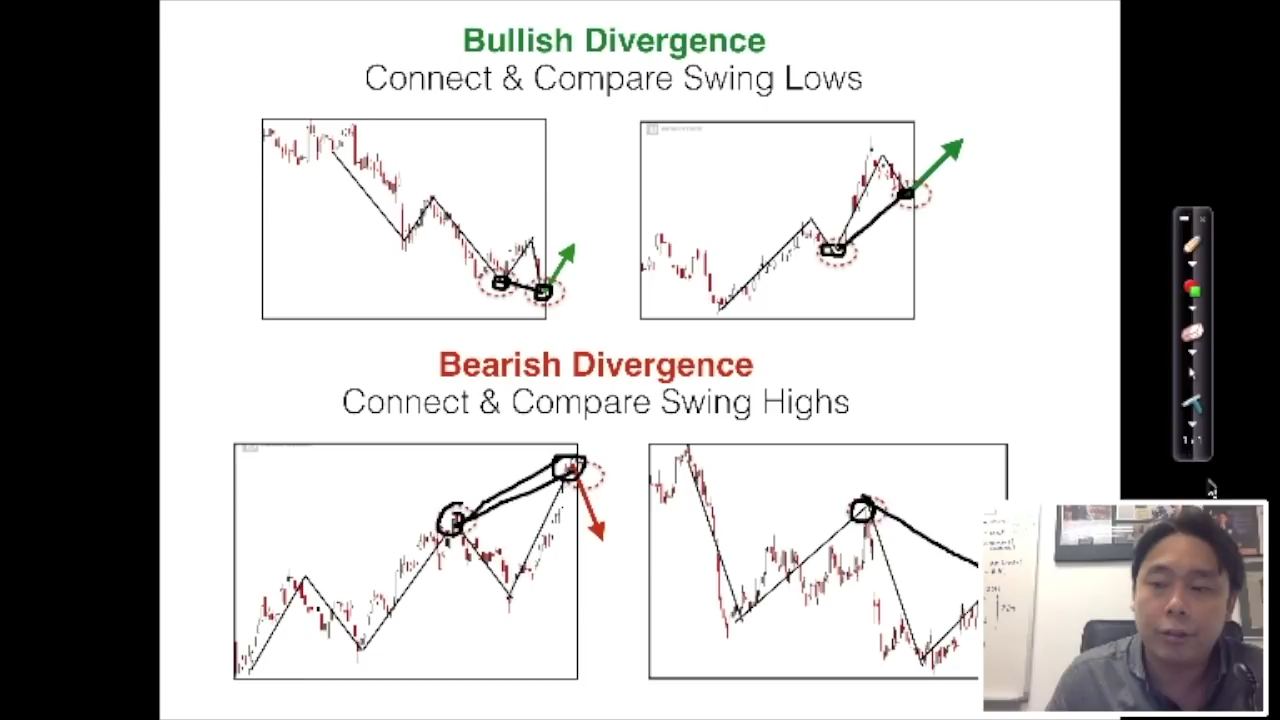 Bullish Divergence
Connect & Compare Swing Lows
Bearish Divergence
Connect & Compare Swing Highs